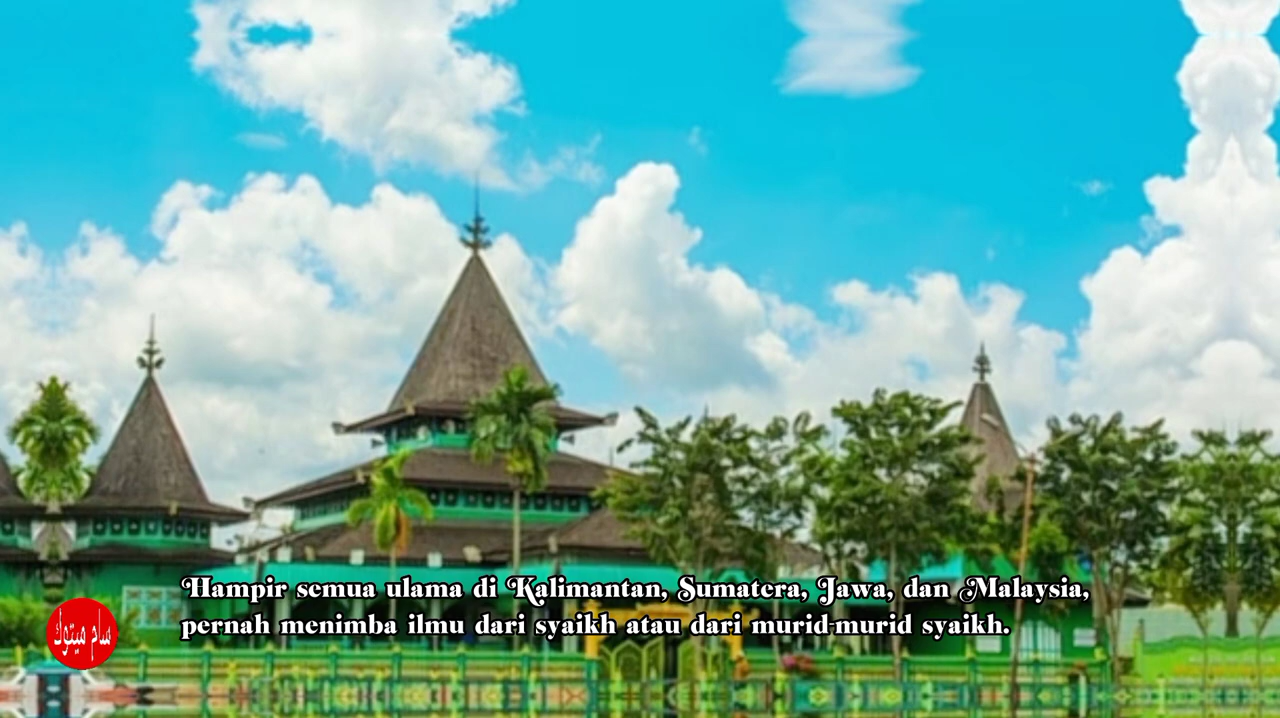 Hampir semua ulama di Kalimantan, Sumatera, Jawa, dan Malaysia,
pernah menimba ilmu dari syaikh atau dari murid-murid syaikh.
سام ميتوك